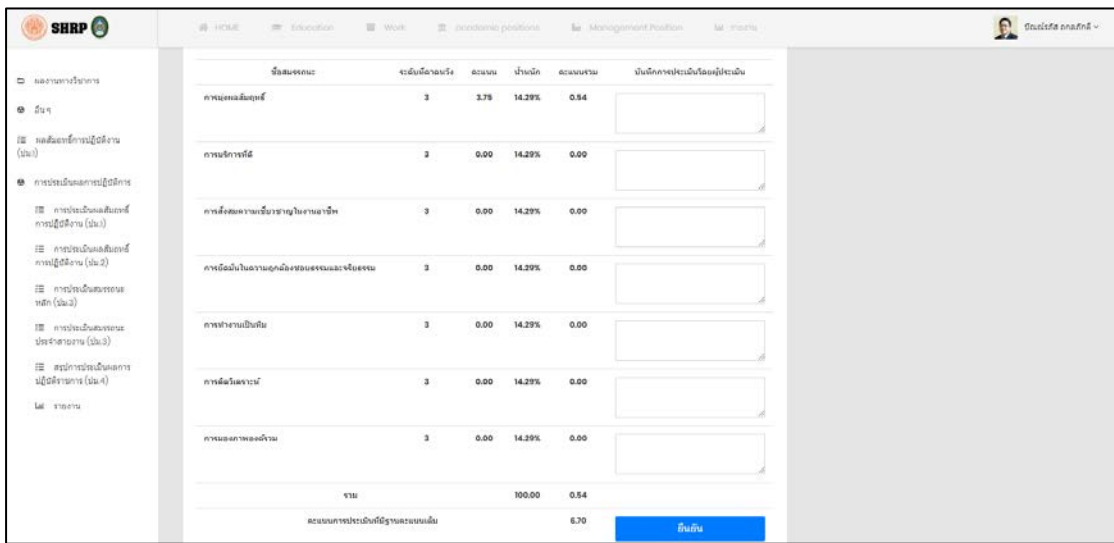 SHRP
HOME Education Work academic positions Management Position รายงาน
ผลงานทางวิชาการ
อื่นๆ
ผลสัมฤทธิ์การปฏิบัติงาน
(ปม.1)
การประเมินผลการปฏิบัติการ
การประเมินผลสัมฤทธิ์
การปฏิบัติงาน (ปม.1)
การประเมินผลสัมฤทธิ์
การปฏิบัติงาน (ปม.2)
การประเมินสมรรถนะ
หลัก (ปม.3)
การประเมินสมรรถนะ
ประจำสายงาน (ปม.3)
สรุปการประเมินผลการ
ปฏิบัติราชการ (ปม.4)
รายงาน
ชื่อสมรรถนะ ระดับที่คาดหวัง คะแนน น้ำหนัก คะแนนรวม บันทึกการประเมินโดยผู้ประเมิน
การมุ่งผลสัมฤทธิ์ 3 3.75 14.29% 0.54
การบริการที่ดี 3 0.00 14.29% 0.00
การสั่งสมความเชี่ยวชาญในงานอาชีพ 3 0.00 14.29% 0.00
การยึดมั่นในความถูกต้องชอบธรรมและจริยธรรม 3 0.00 14.29% 0.00
การทำงานเป็นทีม 3 0.00 14.29% 0.00
การคิดวิเคราะห์ 3 0.00 14.29% 0.00
การมองภาพองค์รวม 3 0.00 14.29% 0.00
รวม 100.00 0.54
คะแนนการประเมินที่มีฐานคะแนนเต็ม 6.70 ยืนยัน